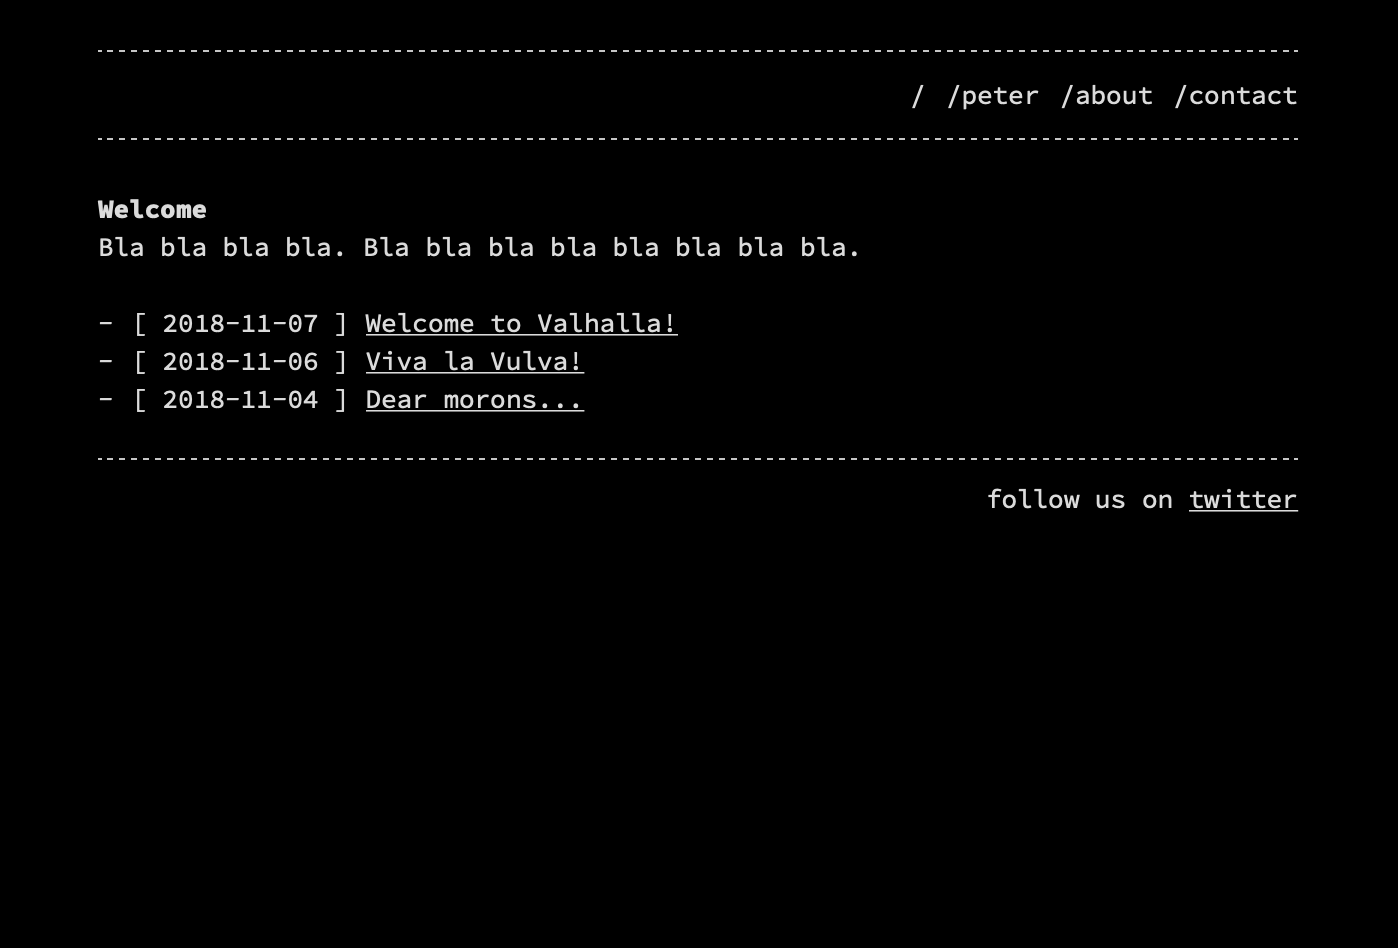 / /peter /about /contact
Welcome
Bla bla bla bla. Bla bla bla bla bla bla bla bla.
- [ 2018-11-07 ] Welcome to Valhalla!
- [ 2018-11-06 ] Viva la Vulva!
- [ 2018-11-04 ] Dear morons...
follow us on twitter